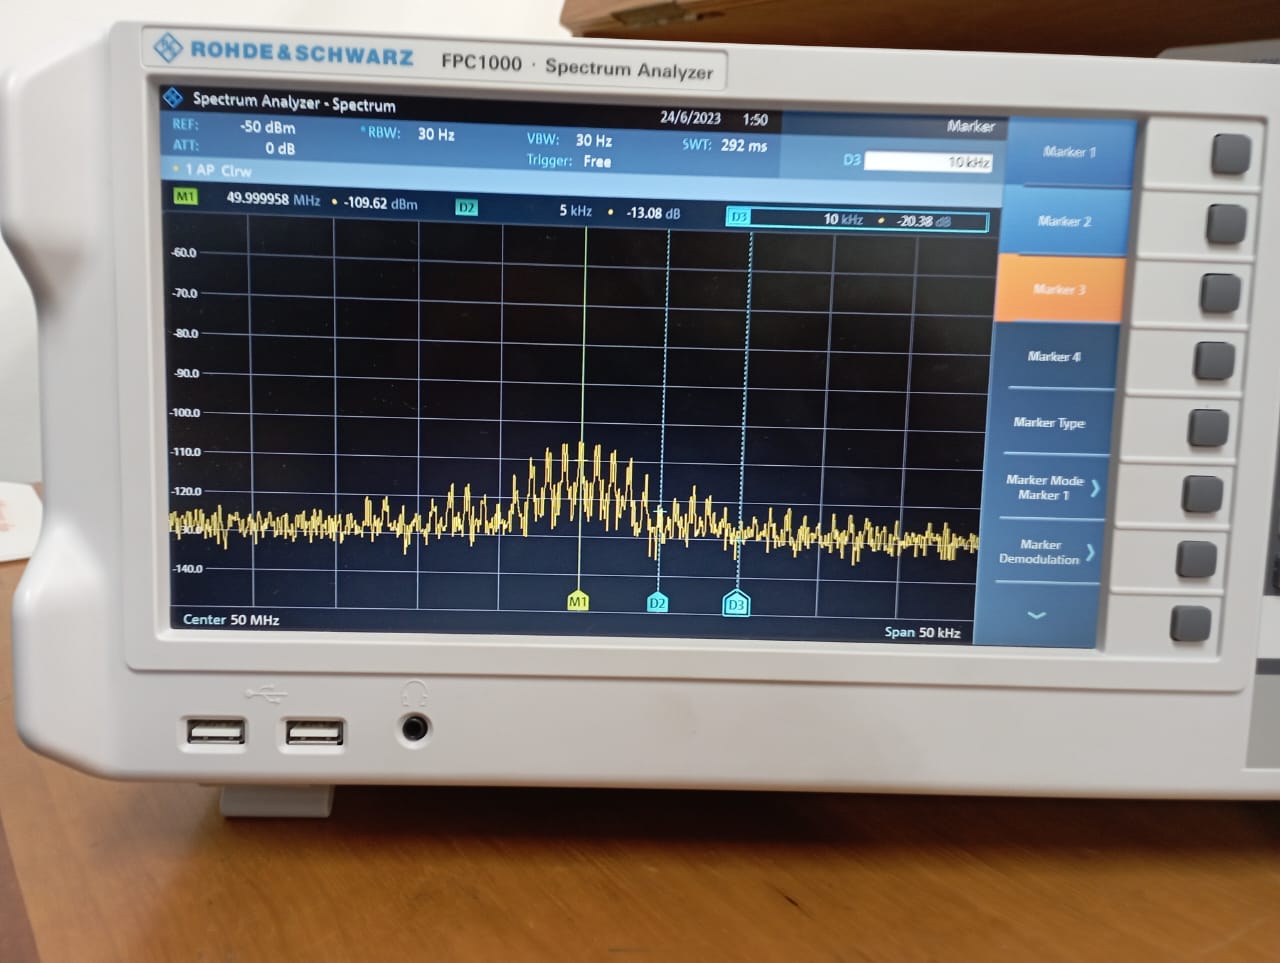 ROHDE&SCHWARZ FPC1000 · Spectrum Analyzer
Spectrum Analyzer - Spectrum 24/6/2023 1:50 Marker
REF: -50 dBm * RBW: 30 Hz VBW: 30 Hz SWT: 292 ms
ATT: 0 dB Trigger: Free D3 10 kHz
• 1 AP Clrw
M1 49.999958 MHz • -109.62 dBm D2 5 kHz • -13.08 dB D3 10 kHz • -20.38 dB
-60.0
-70.0
-80.0
-90.0
-100.0
-110.0
-120.0
-130.0
-140.0
M1 D2 D3
Center 50 MHz Span 50 kHz
Marker 1
Marker 2
Marker 3
Marker 4
Marker Type
Marker Mode
Marker 1
Marker
Demodulation